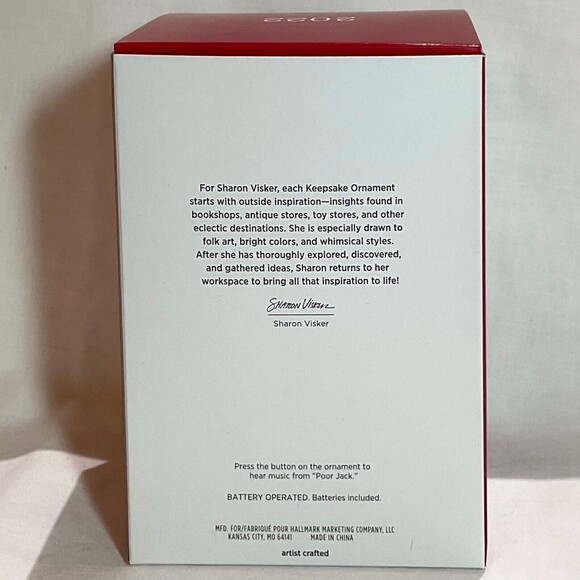 2022
For Sharon Visker, each Keepsake Ornament
starts with outside inspiration—insights found in
bookshops, antique stores, toy stores, and other
eclectic destinations. She is especially drawn to
folk art, bright colors, and whimsical styles.
After she has thoroughly explored, discovered,
and gathered ideas, Sharon returns to her
workspace to bring all that inspiration to life!
Sharon Visker
Sharon Visker
Press the button on the ornament to
hear music from "Poor Jack."
BATTERY OPERATED. Batteries included.
MFD. FOR/FABRIQUÉ POUR HALLMARK MARKETING COMPANY, LLC
KANSAS CITY, MO 64141 MADE IN CHINA
artist crafted